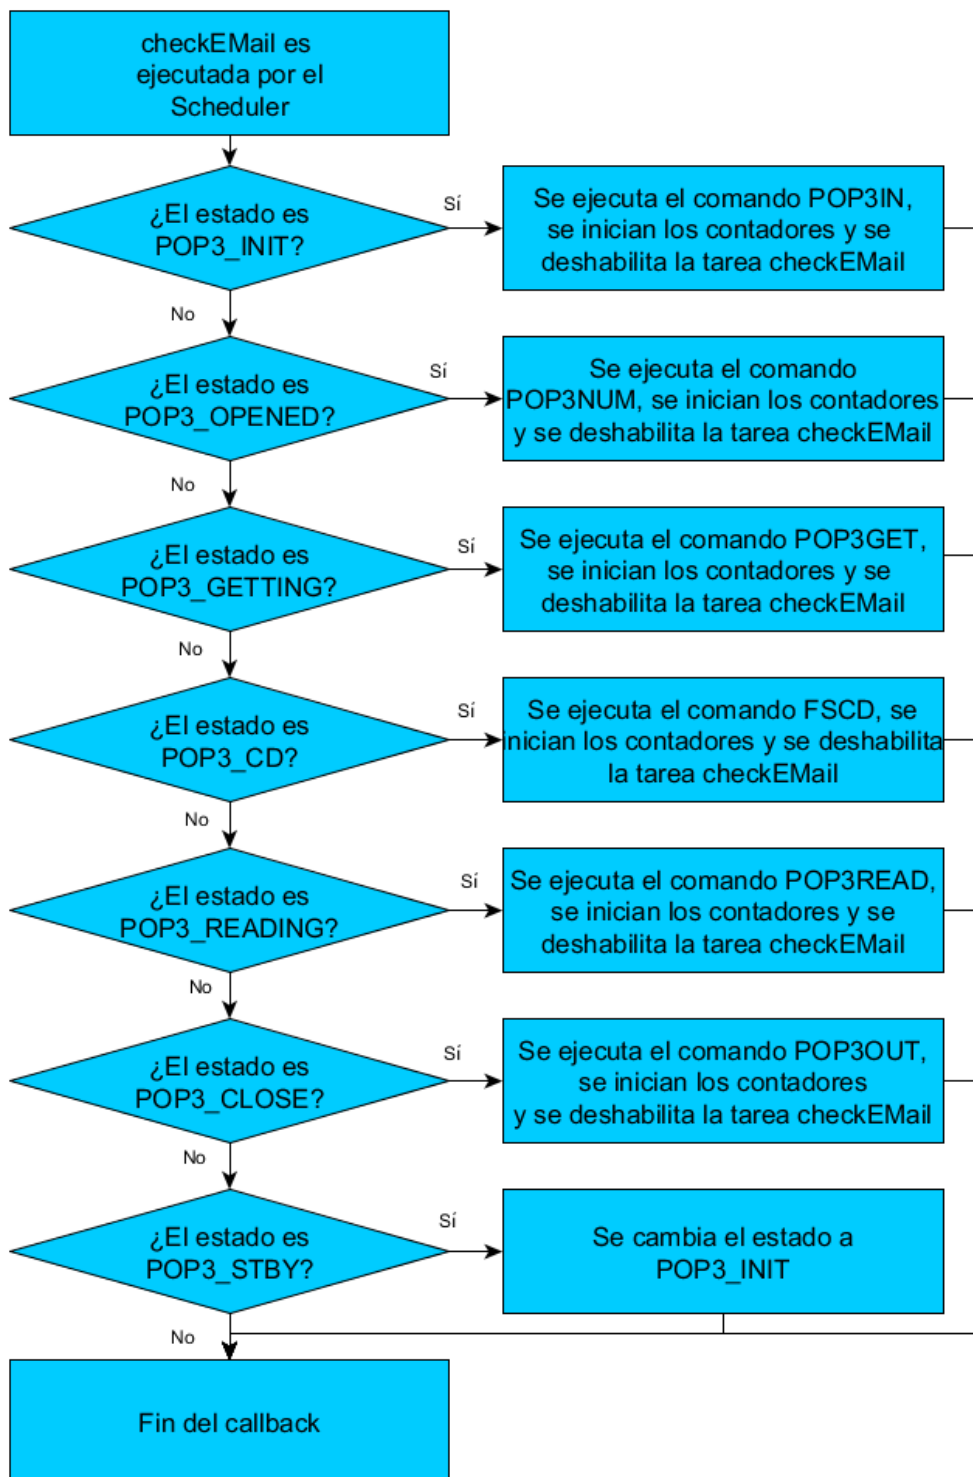 checkEMail es
ejecutada por el
Scheduler
¿El estado es
POP3_INIT?
Sí
Se ejecuta el comando POP3IN,
se inician los contadores y se
deshabilita la tarea checkEMail
No
¿El estado es
POP3_OPENED?
Sí
Se ejecuta el comando
POP3NUM, se inician los contadores
y se deshabilita la tarea checkEMail
No
¿El estado es
POP3_GETTING?
Sí
Se ejecuta el comando POP3GET,
se inician los contadores y se
deshabilita la tarea checkEMail
No
¿El estado es
POP3_CD?
Sí
Se ejecuta el comando FSCD, se
inician los contadores y se deshabilita
la tarea checkEMail
No
¿El estado es
POP3_READING?
Sí
Se ejecuta el comando POP3READ,
se inician los contadores y se
deshabilita la tarea checkEMail
No
¿El estado es
POP3_CLOSE?
Sí
Se ejecuta el comando POP3OUT,
se inician los contadores
y se deshabilita la tarea checkEMail
No
¿El estado es
POP3_STBY?
Sí
Se cambia el estado a
POP3_INIT
No
Fin del callback